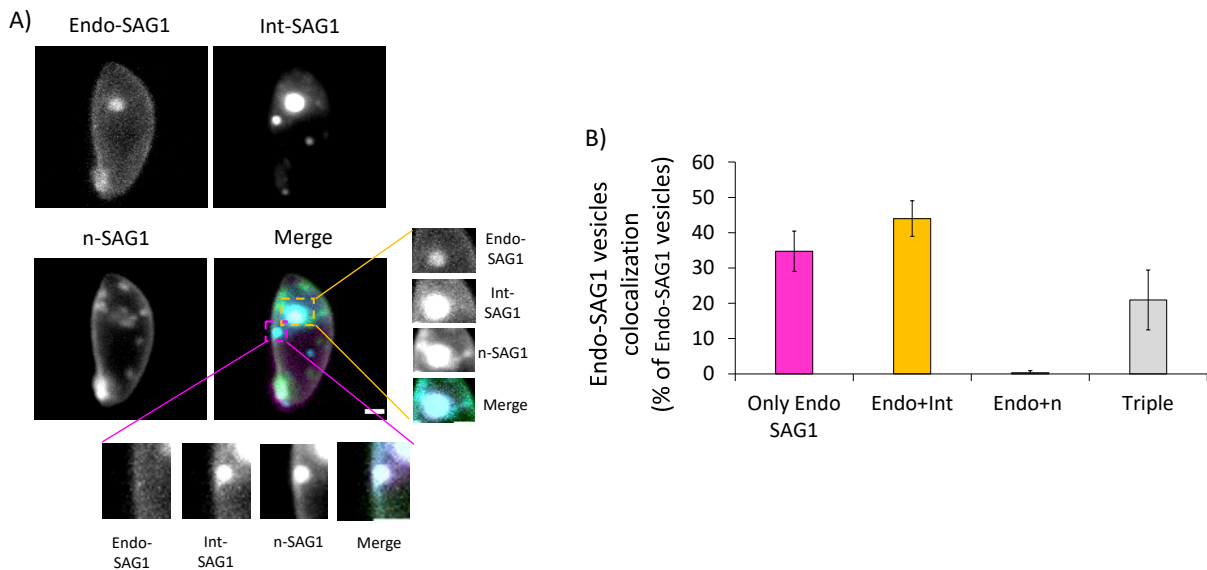 A)
Endo-SAG1
Int-SAG1
n-SAG1
Merge
Endo-
SAG1
Int-
SAG1
n-SAG1
Merge
Endo-
SAG1
Int-
SAG1
n-SAG1
Merge
B)
Endo-SAG1 vesicles
colocalization
(% of Endo-SAG1 vesicles)
60
50
40
30
20
10
0
Only Endo
SAG1
Endo+Int
Endo+n
Triple